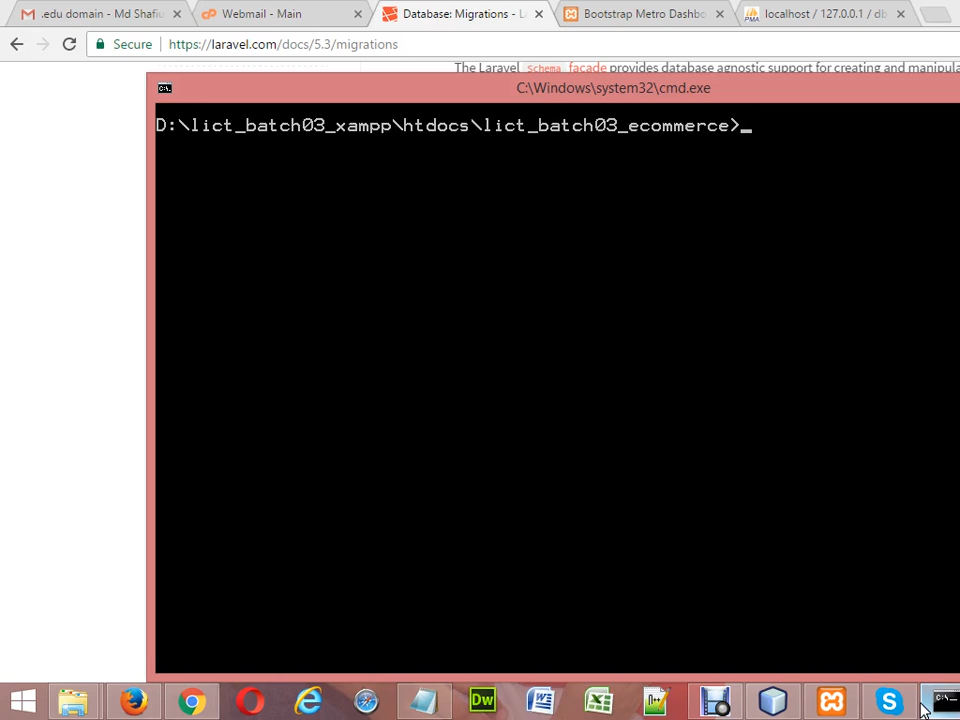 .edu domain - Md Shafiu
Webmail - Main
Database: Migrations - La
Bootstrap Metro Dashbo
localhost / 127.0.0.1 / db
Secure
https://laravel.com/docs/5.3/migrations
The Laravel Schema facade provides database agnostic support for creating and manipula
C:\Windows\system32\cmd.exe
D:\lict_batch03_xampp\htdocs\lict_batch03_ecommerce>_